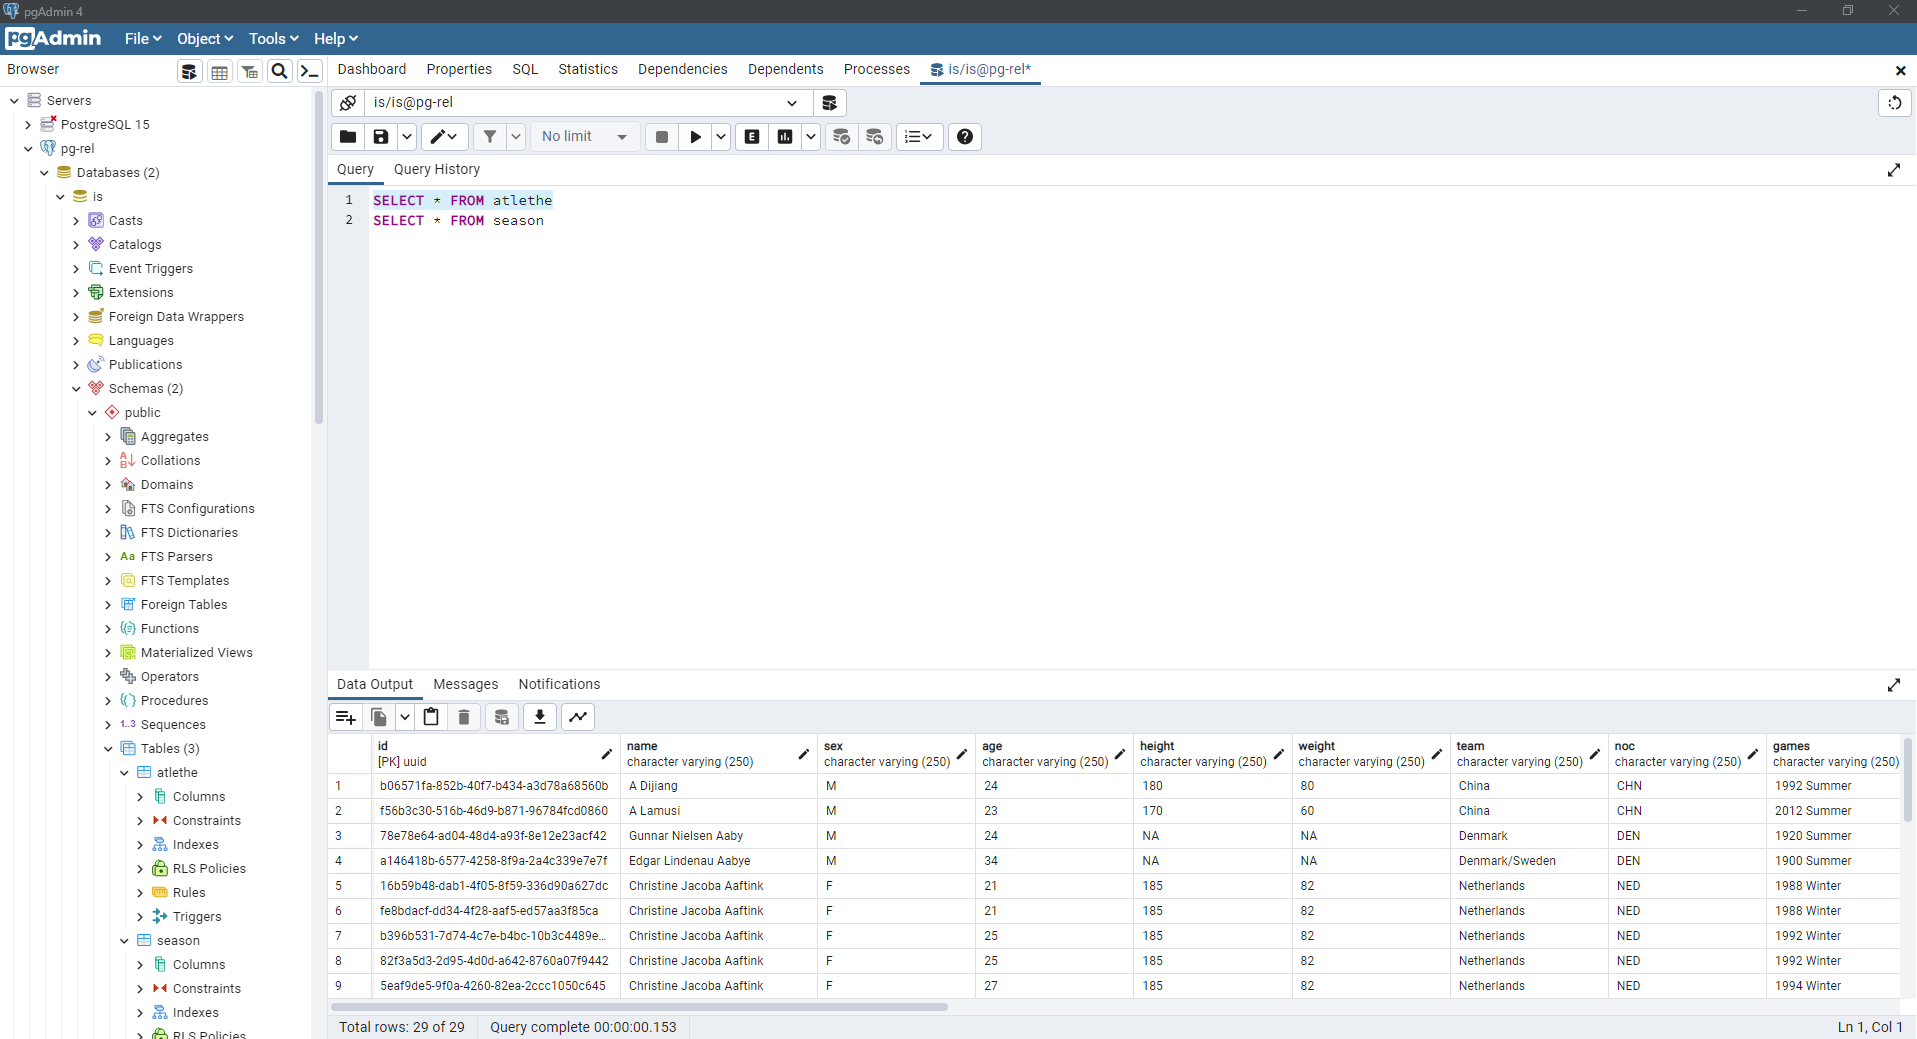 pgAdmin 4
pgAdmin File Object Tools Help
Browser
Dashboard Properties SQL Statistics Dependencies Dependents Processes is/is@pg-rel*
is/is@pg-rel
No limit
E
Query Query History
1 SELECT * FROM atlethe
2 SELECT * FROM season
Servers
PostgreSQL 15
pg-rel
Databases (2)
is
Casts
Catalogs
Event Triggers
Extensions
Foreign Data Wrappers
Languages
Publications
Schemas (2)
public
Aggregates
Collations
Domains
FTS Configurations
FTS Dictionaries
Aa FTS Parsers
FTS Templates
Foreign Tables
Functions
Materialized Views
Operators
Procedures
1..3 Sequences
Tables (3)
atlethe
Columns
Constraints
Indexes
RLS Policies
Rules
Triggers
season
Columns
Constraints
Indexes
RLS Policies
Data Output Messages Notifications
id name sex age height weight team noc games
[PK] uuid character varying (250) character varying (250) character varying (250) character varying (250) character varying (250) character varying (250) character varying (250) character varying (250)
1 b06571fa-852b-40f7-b434-a3d78a68560b A Dijiang M 24 180 80 China CHN 1992 Summer
2 f56b3c30-516b-46d9-b871-96784fcd0860 A Lamusi M 23 170 60 China CHN 2012 Summer
3 78e78e64-ad04-48d4-a93f-8e12e23acf42 Gunnar Nielsen Aaby M 24 NA NA Denmark DEN 1920 Summer
4 a146418b-6577-4258-8f9a-2a4c339e7e7f Edgar Lindenau Aabye M 34 NA NA Denmark/Sweden DEN 1900 Summer
5 16b59b48-dab1-4f05-8f59-336d90a627dc Christine Jacoba Aaftink F 21 185 82 Netherlands NED 1988 Winter
6 fe8bdacf-dd34-4f28-aaf5-ed57aa3f85ca Christine Jacoba Aaftink F 21 185 82 Netherlands NED 1988 Winter
7 b396b531-7d74-4c7e-b4bc-10b3c4489e... Christine Jacoba Aaftink F 25 185 82 Netherlands NED 1992 Winter
8 82f3a5d3-2d95-4d0d-a642-8760a07f9442 Christine Jacoba Aaftink F 25 185 82 Netherlands NED 1992 Winter
9 5eaf9de5-9f0a-4260-82ea-2ccc1050c645 Christine Jacoba Aaftink F 27 185 82 Netherlands NED 1994 Winter
Total rows: 29 of 29 Query complete 00:00:00.153 Ln 1, Col 1